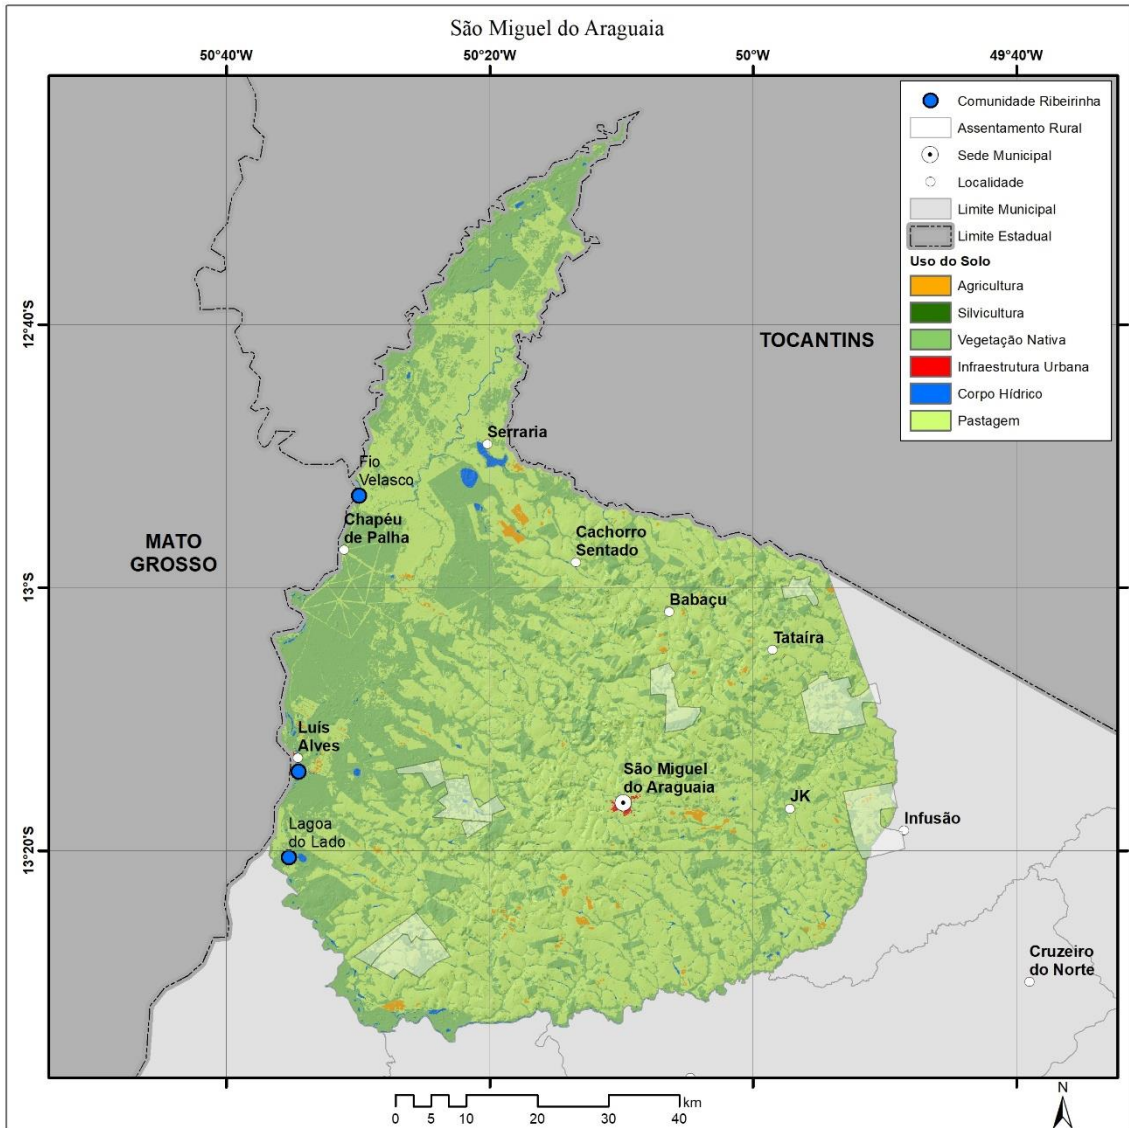 São Miguel do Araguaia
50°40'W
50°20'W
50°W
49°40'W
12°40'S
13°S
13°20'S
Comunidade Ribeirinha
Assentamento Rural
Sede Municipal
Localidade
Limite Municipal
Limite Estadual
Uso do Solo
Agricultura
Silvicultura
Vegetação Nativa
Infraestrutura Urbana
Corpo Hídrico
Pastagem
TOCANTINS
Serraria
Fio
Velasco
Chapéu
de Palha
MATO
GROSSO
Cachorro
Sentado
Babaçu
Tataíra
Luís
Alves
São Miguel
do Araguaia
JK
Infusão
Lagoa
do Lado
Cruzeiro
do Norte
km
0 5 10 20 30 40
N